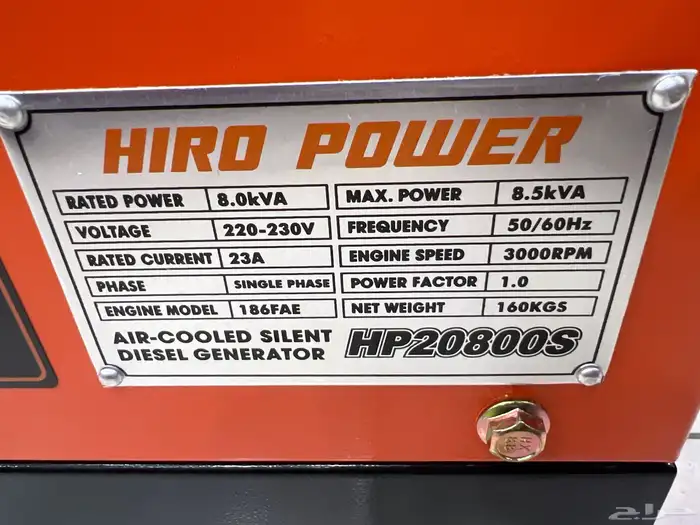 HIRO POWER
RATED POWER 8.0kVA MAX. POWER 8.5kVA
VOLTAGE 220-230V FREQUENCY 50/60Hz
RATED CURRENT 23A ENGINE SPEED 3000RPM
PHASE SINGLE PHASE POWER FACTOR 1.0
ENGINE MODEL 186FAE NET WEIGHT 160KGS
AIR-COOLED SILENT
DIESEL GENERATOR HP20800S
حراج